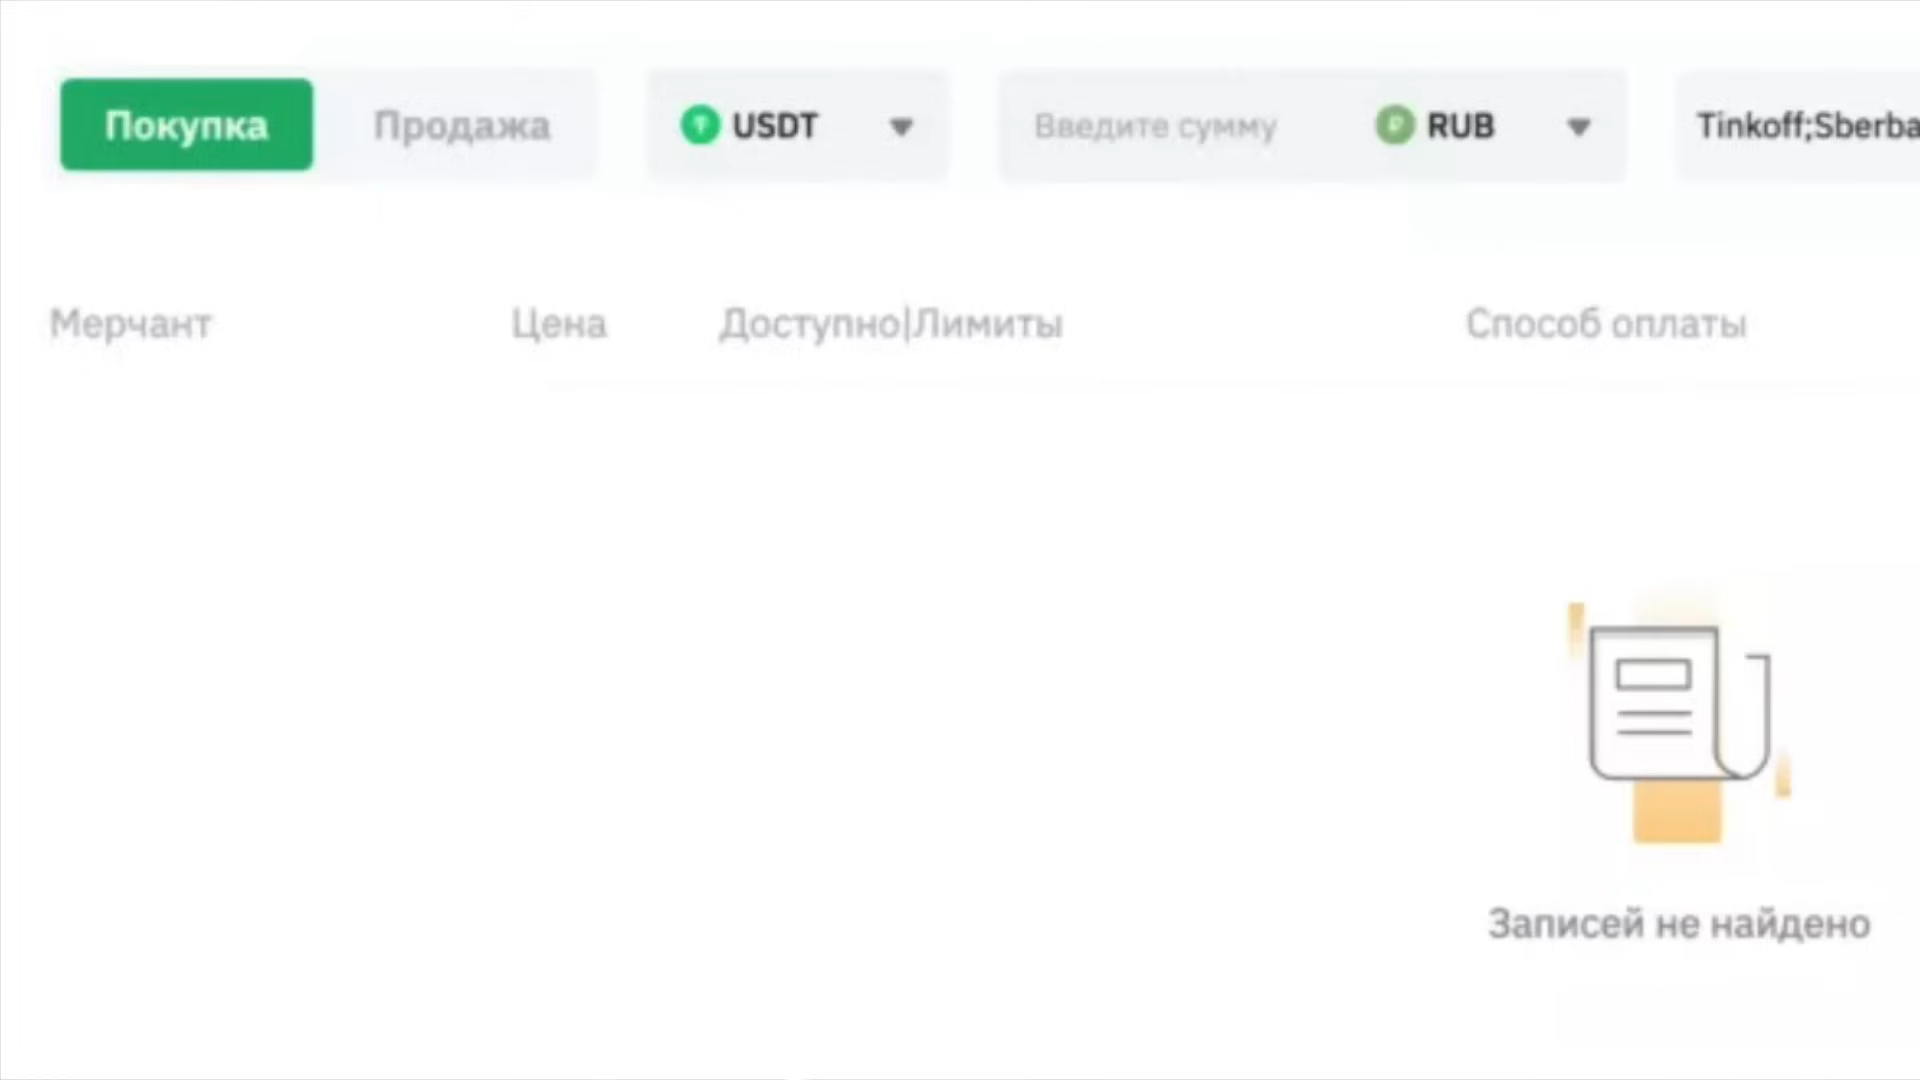 Покупка Продажа USDT Введите сумму RUB Tinkoff;Sberba
Мерчант Цена Доступно|Лимиты Способ оплаты
Записей не найдено